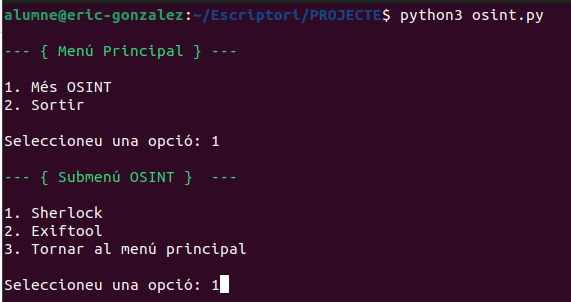 alumne@eric-gonzalez:~/Escriptori/PROJECTE$ python3 osint.py
--- { Menú Principal } ---
1. Més OSINT
2. Sortir
Seleccioneu una opció: 1
--- { Submenú OSINT }  ---
1. Sherlock
2. Exiftool
3. Tornar al menú principal
Seleccioneu una opció: 1